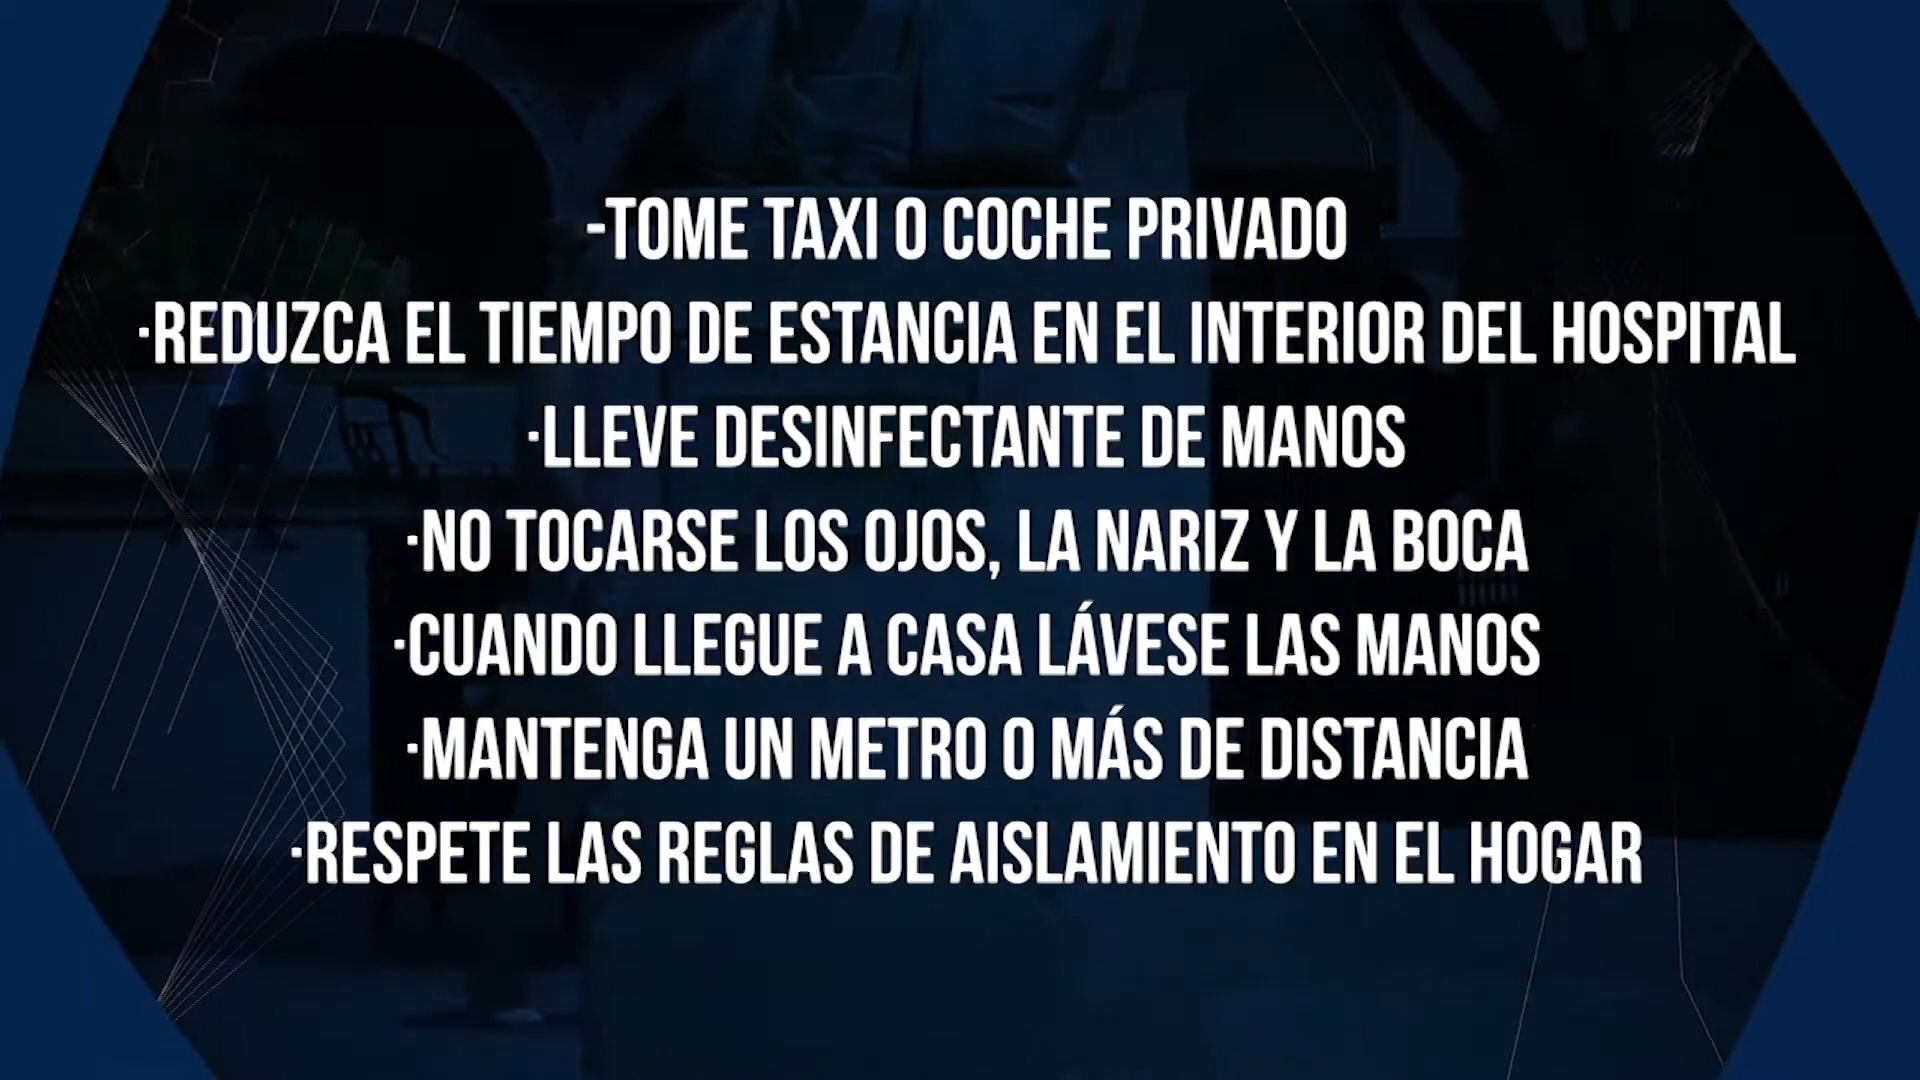 -TOME TAXI O COCHE PRIVADO
·REDUZCA EL TIEMPO DE ESTANCIA EN EL INTERIOR DEL HOSPITAL
·LLEVE DESINFECTANTE DE MANOS
·NO TOCARSE LOS OJOS, LA NARIZ Y LA BOCA
·CUANDO LLEGUE A CASA LÁVESE LAS MANOS
·MANTENGA UN METRO O MÁS DE DISTANCIA
·RESPETE LAS REGLAS DE AISLAMIENTO EN EL HOGAR